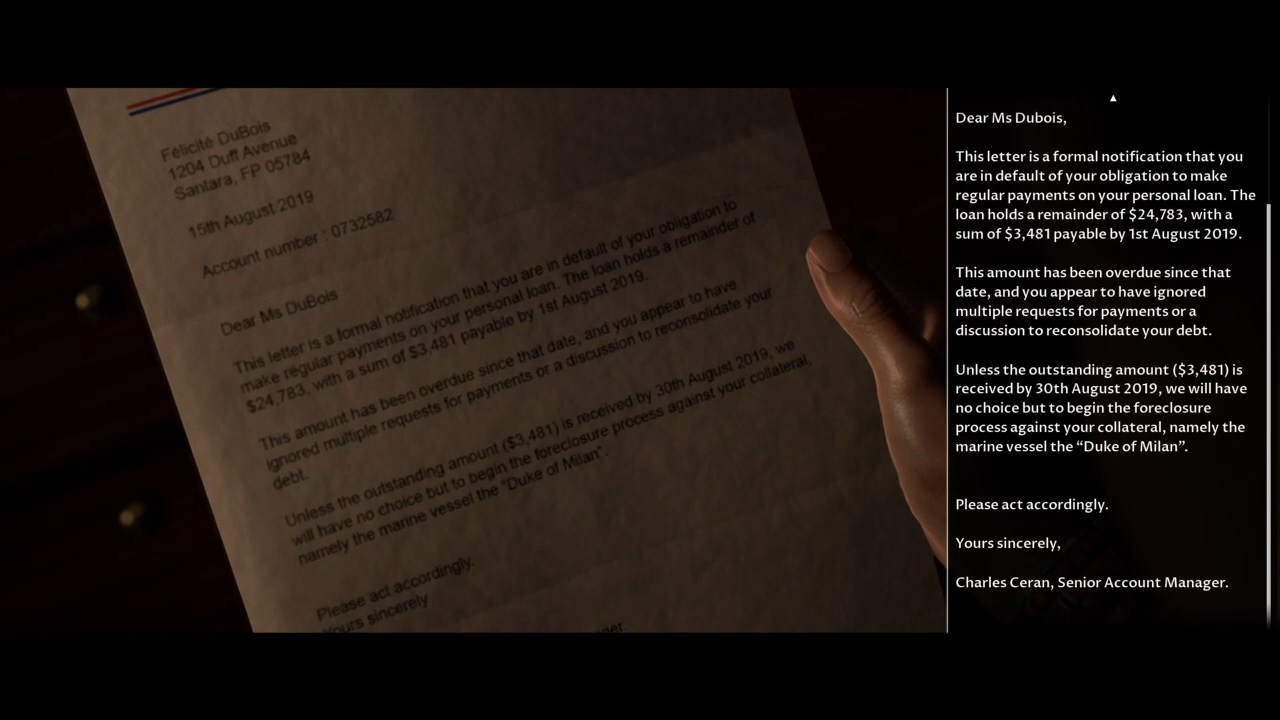 Félicité DuBois
1204 Duff Avenue
Santara, FP 05784
15th August 2019
Account number : 0732582
Dear Ms DuBois
This letter is a formal notification that you are in default of your obligation to
make regular payments on your personal loan. The loan holds a remainder of
$24,783, with a sum of $3,481 payable by 1st August 2019.
This amount has been overdue since that date, and you appear to have
ignored multiple requests for payments or a discussion to reconsolidate your
debt.
Unless the outstanding amount ($3,481) is received by 30th August 2019, we
will have no choice but to begin the foreclosure process against your collateral,
namely the marine vessel the "Duke of Milan".
Please act accordingly.
Yours sincerely
Dear Ms Dubois,
This letter is a formal notification that you
are in default of your obligation to make
regular payments on your personal loan. The
loan holds a remainder of $24,783, with a
sum of $3,481 payable by 1st August 2019.
This amount has been overdue since that
date, and you appear to have ignored
multiple requests for payments or a
discussion to reconsolidate your debt.
Unless the outstanding amount ($3,481) is
received by 30th August 2019, we will have
no choice but to begin the foreclosure
process against your collateral, namely the
marine vessel the “Duke of Milan”.
Please act accordingly.
Yours sincerely,
Charles Ceran, Senior Account Manager.